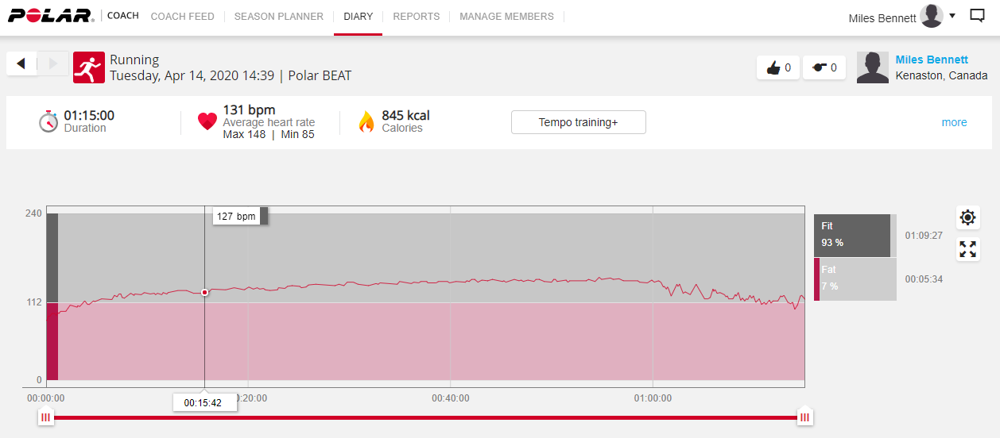 POLAR® COACH COACH FEED SEASON PLANNER DIARY REPORTS MANAGE MEMBERS Miles Bennett
Running
Tuesday, Apr 14, 2020 14:39 | Polar BEAT
0 0
Miles Bennett
Kenaston, Canada
01:15:00
Duration
131 bpm
Average heart rate
Max 148 | Min 85
845 kcal
Calories
Tempo training+
more
240
127 bpm
112
0
Fit
93 %
01:09:27
Fat
7 %
00:05:34
00:00:00 0:20:00 00:40:00 01:00:00
00:15:42